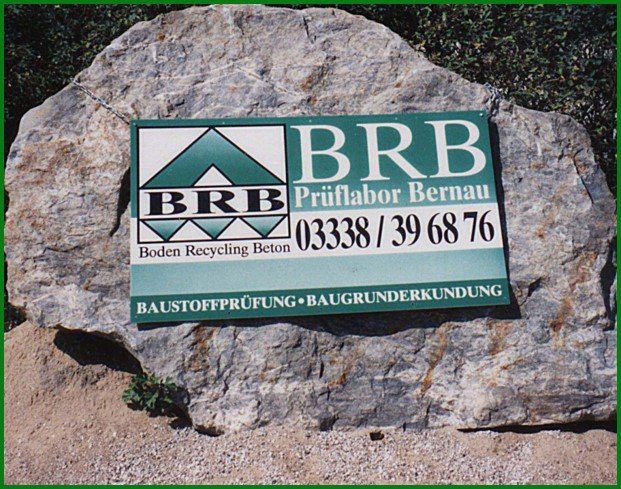 BRB
Boden Recycling Beton
BRB
Prüflabor Bernau
03338 / 39 68 76
BAUSTOFFPRÜFUNG • BAUGRUNDERKUNDUNG